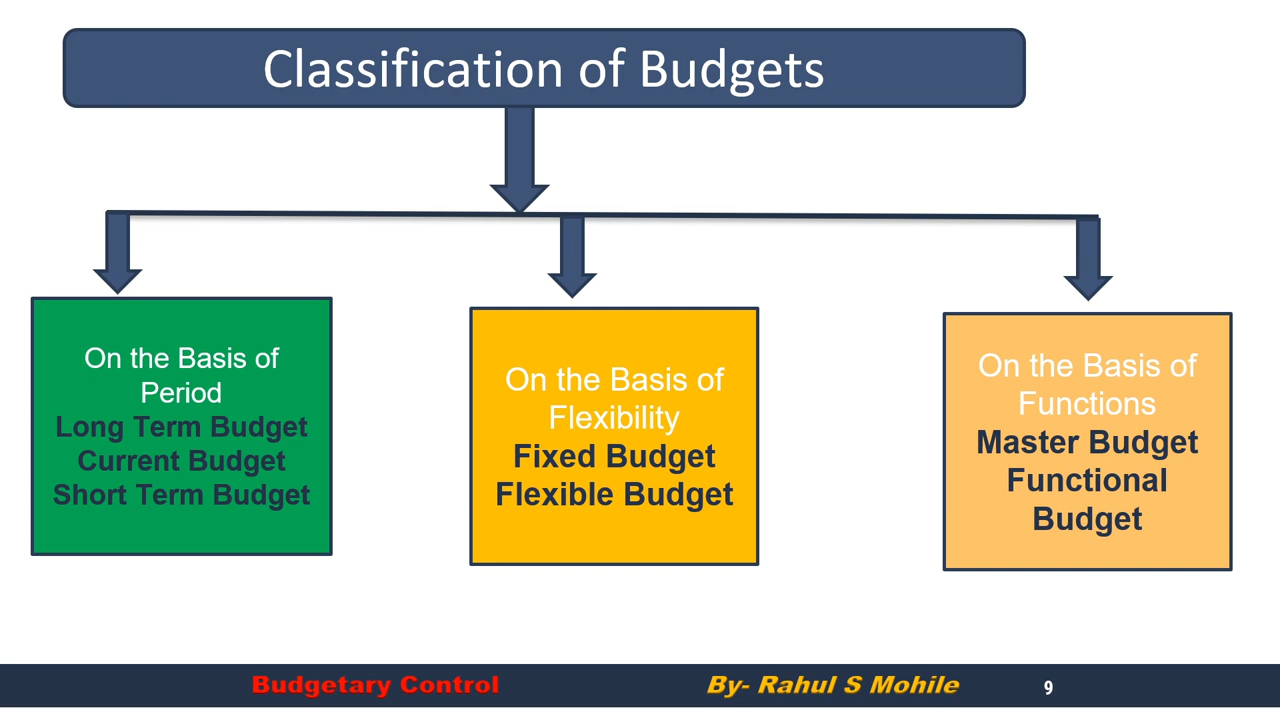 Classification of Budgets
On the Basis of
Period
Long Term Budget
Current Budget
Short Term Budget
On the Basis of
Flexibility
Fixed Budget
Flexible Budget
On the Basis of
Functions
Master Budget
Functional
Budget
Budgetary Control
By- Rahul S Mohile
9